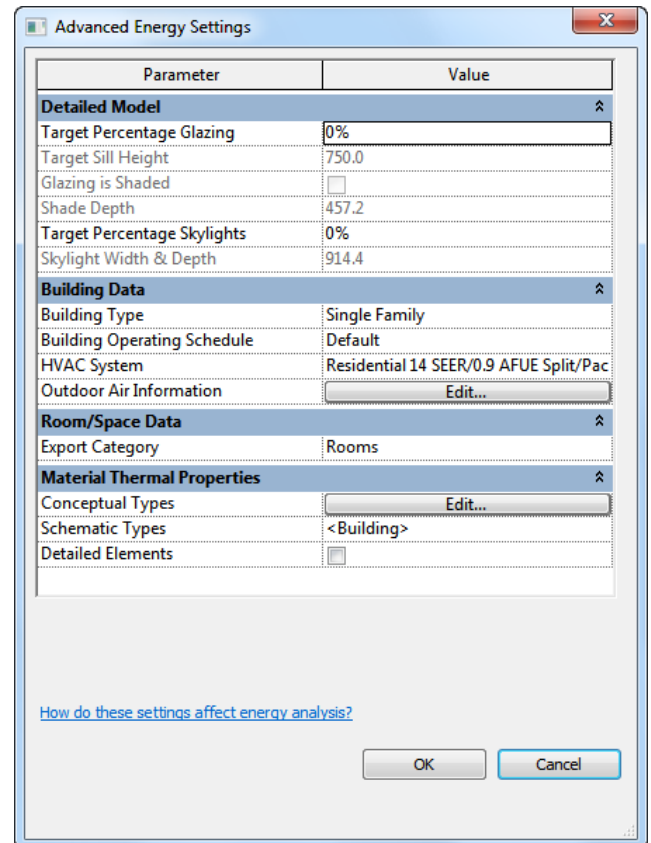 Advanced Energy Settings
Parameter Value
Detailed Model
Target Percentage Glazing 0%
Target Sill Height 750.0
Glazing is Shaded
Shade Depth 457.2
Target Percentage Skylights 0%
Skylight Width & Depth 914.4
Building Data
Building Type Single Family
Building Operating Schedule Default
HVAC System Residential 14 SEER/0.9 AFUE Split/Pac
Outdoor Air Information Edit...
Room/Space Data
Export Category Rooms
Material Thermal Properties
Conceptual Types Edit...
Schematic Types <Building>
Detailed Elements
How do these settings affect energy analysis?
OK Cancel